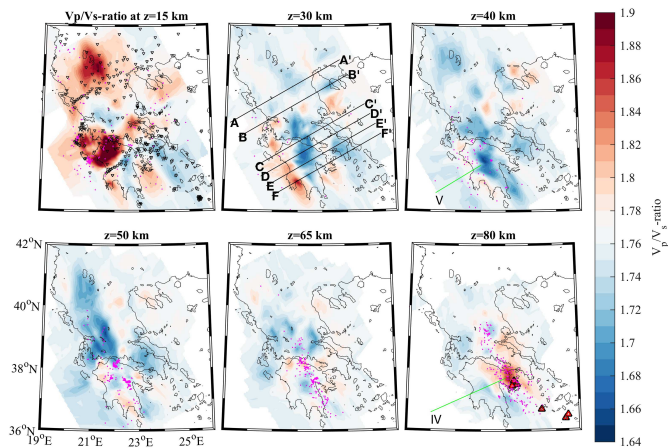 Vp/Vs-ratio at z=15 km
z=30 km
z=40 km
A'
B'
A
B
C'
D'
E'
F'
C
D
E
F
V
z=50 km
z=65 km
z=80 km
IV
42°N
40°N
38°N
36°N
19°E
21°E
23°E
25°E
1.9
1.88
1.86
1.84
1.82
1.8
1.78
1.76
1.74
1.72
1.7
1.68
1.66
1.64
Vp/Vs-ratio